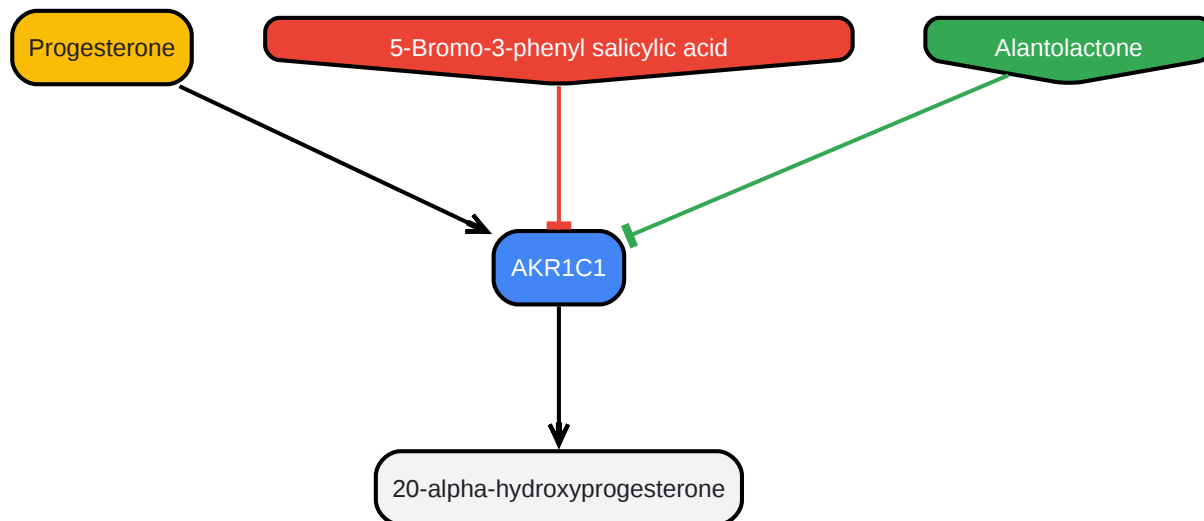 Progesterone
5-Bromo-3-phenyl salicylic acid
Alantolactone
AKR1C1
20-alpha-hydroxyprogesterone